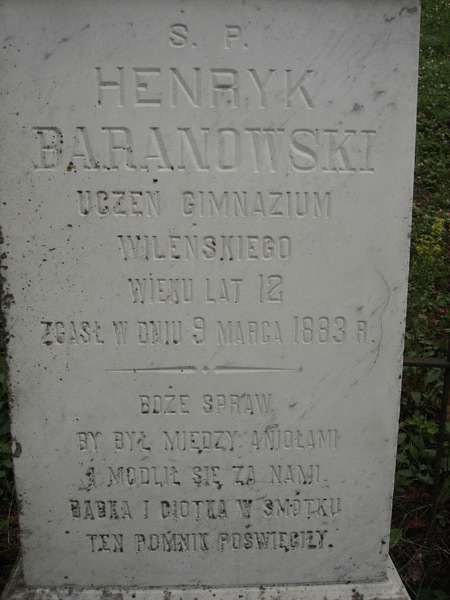 S. P.
HENRYK
BARANOWSKI
UCZEŃ GIMNAZIUM
WILEŃSKIEGO
WIEKU LAT 12
ZGASŁ W DNIU 9 MARCA 1883 R.
BOŻE SPRAW
BY BYŁ MIĘDZY ANIOŁAMI
I MODLIŁ SIĘ ZA NAMI.
BABKA I CIOTKA W SMÓTKU
TEN POMNIK POŚWIĘCIŁY.